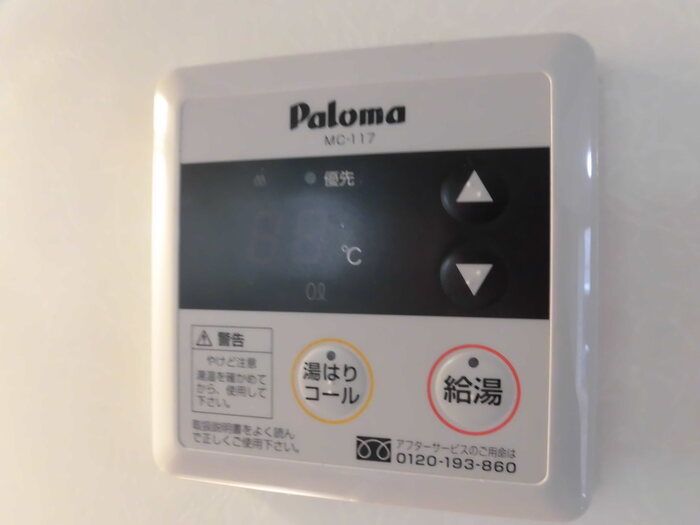 Paloma
MC-117
優先
℃
0ℓ
警告
やけど注意
湯温を確かめて
から、使用して
下さい。
取扱説明書をよく読ん
で正しくご使用下さい。
湯はり
コール
給湯
アフターサービスのご用命は
0120-193-860